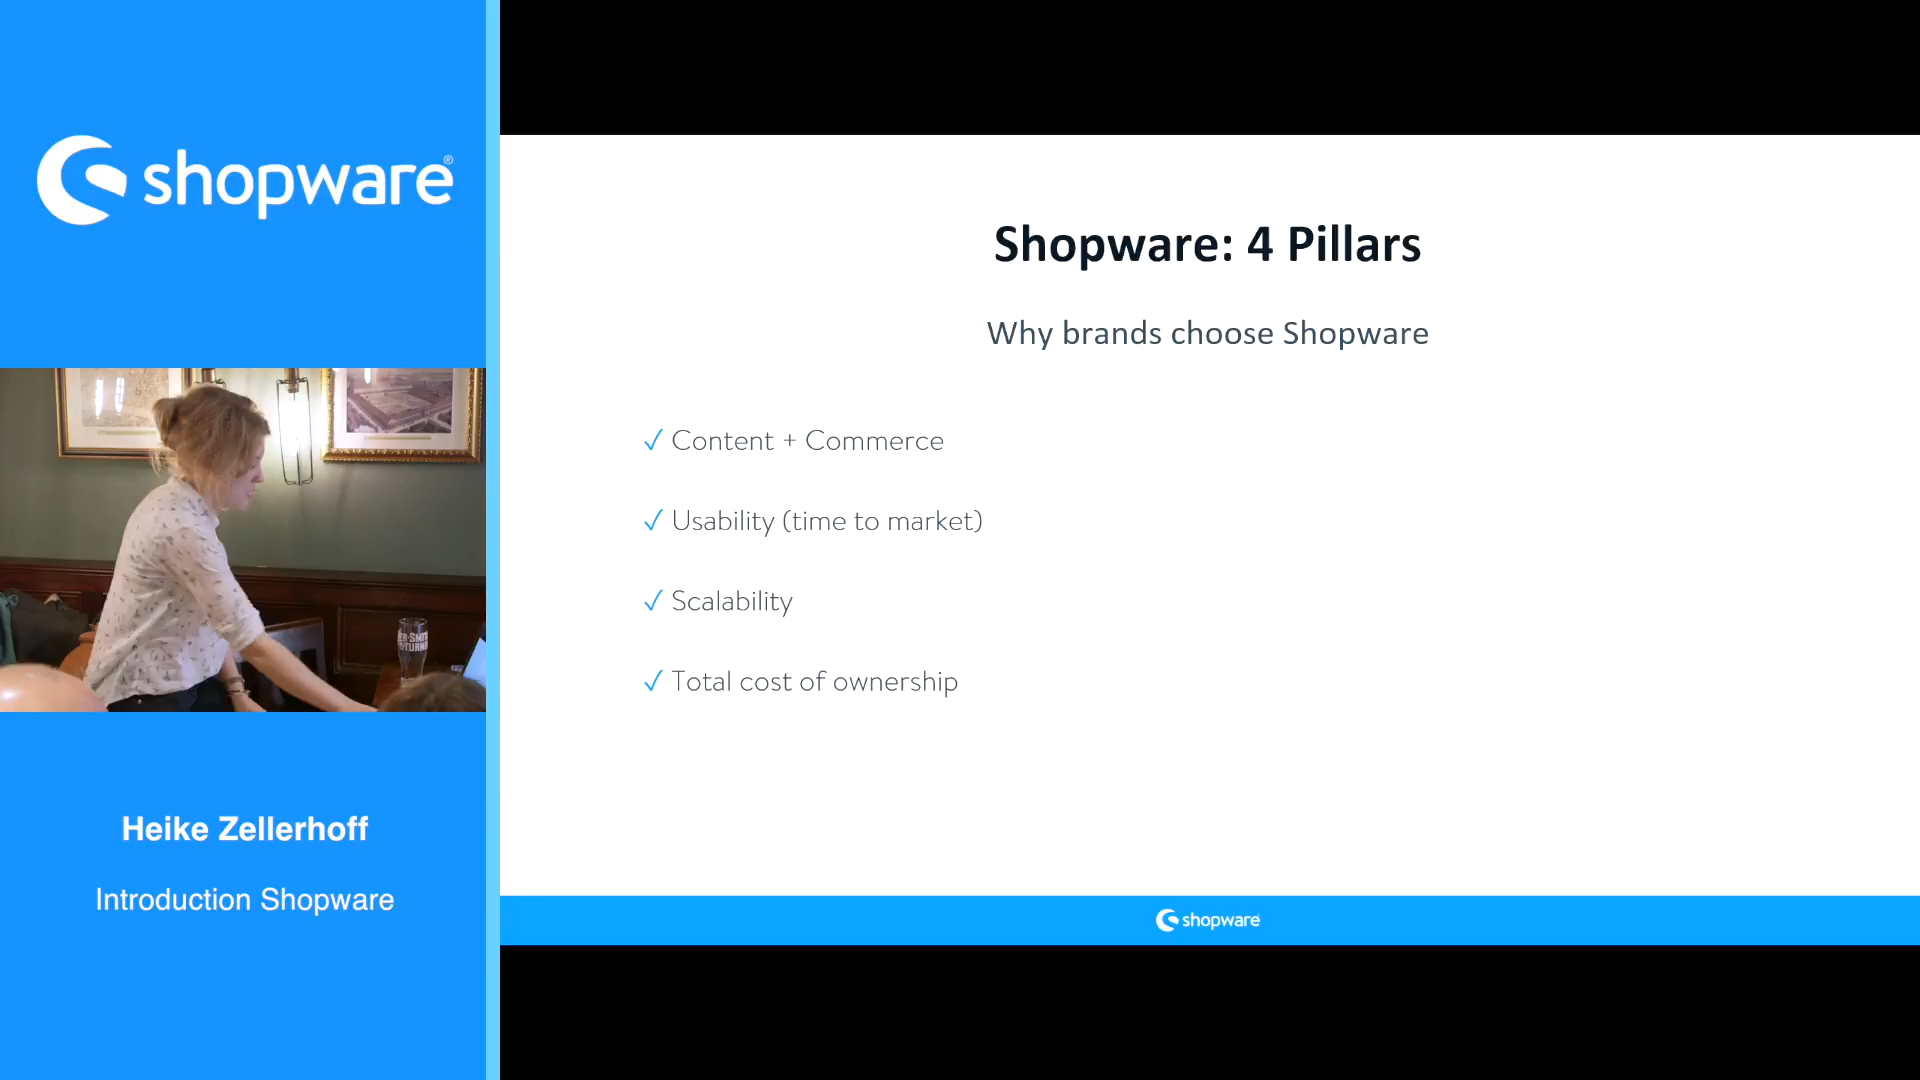 shopware®
Heike Zellerhoff
Introduction Shopware
Shopware: 4 Pillars
Why brands choose Shopware
✓ Content + Commerce
✓ Usability (time to market)
✓ Scalability
✓ Total cost of ownership
shopware